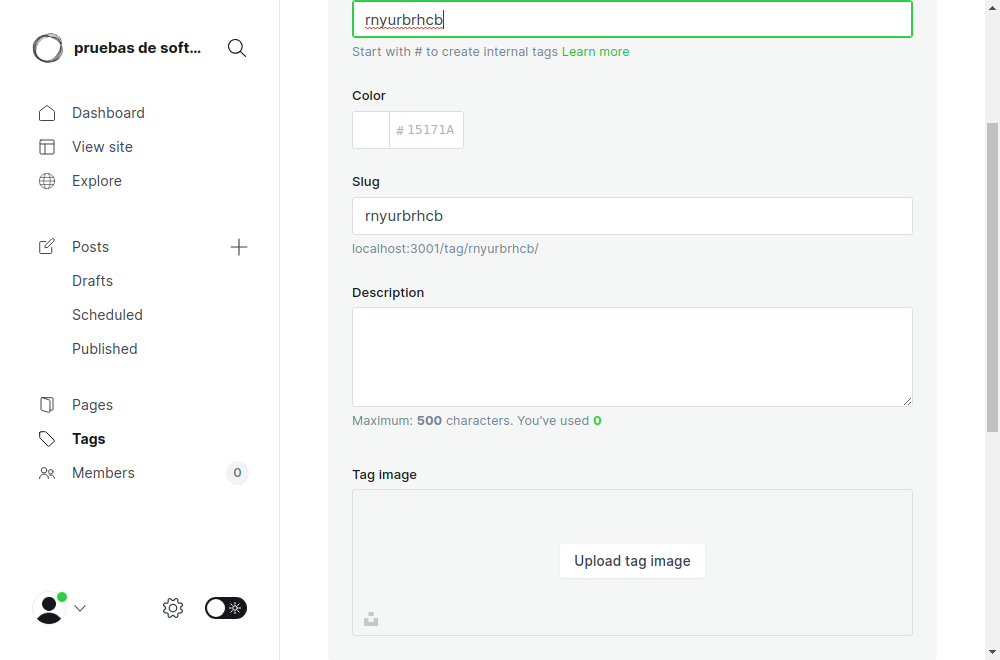 pruebas de soft...
Dashboard
View site
Explore
Posts
Drafts
Scheduled
Published
Pages
Tags
Members 0
rnyurbrhcb
Start with # to create internal tags Learn more
Color
# 15171A
Slug
rnyurbrhcb
localhost:3001/tag/rnyurbrhcb/
Description
Maximum: 500 characters. You’ve used 0
Tag image
Upload tag image